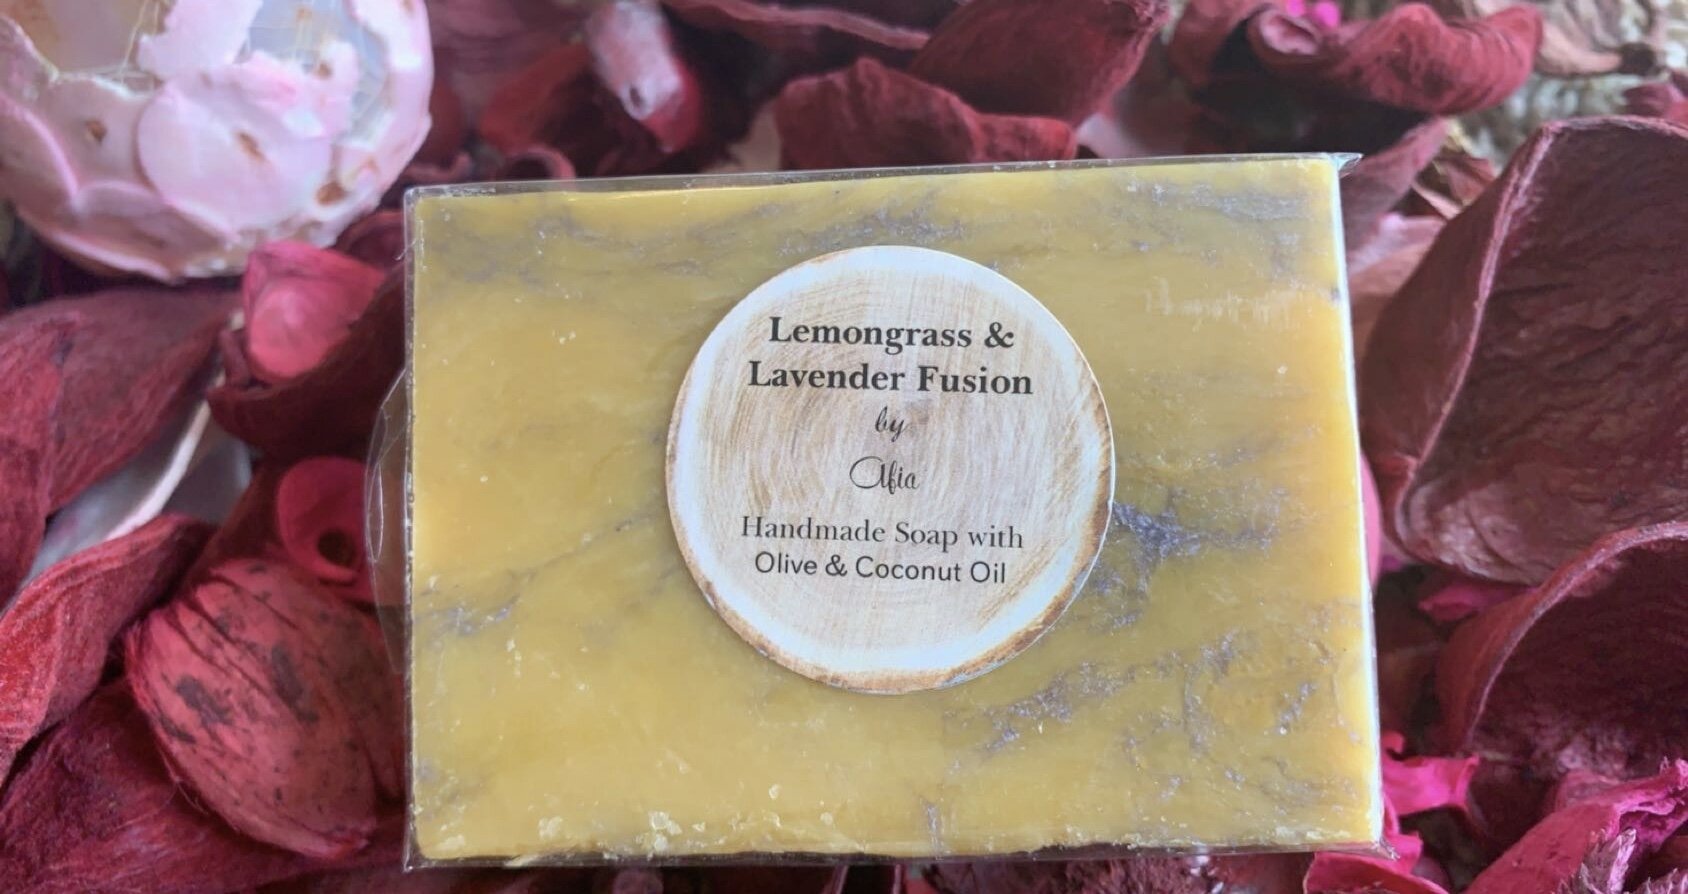 Lemongrass &
Lavender Fusion
by
Afia
Handmade Soap with
Olive & Coconut Oil